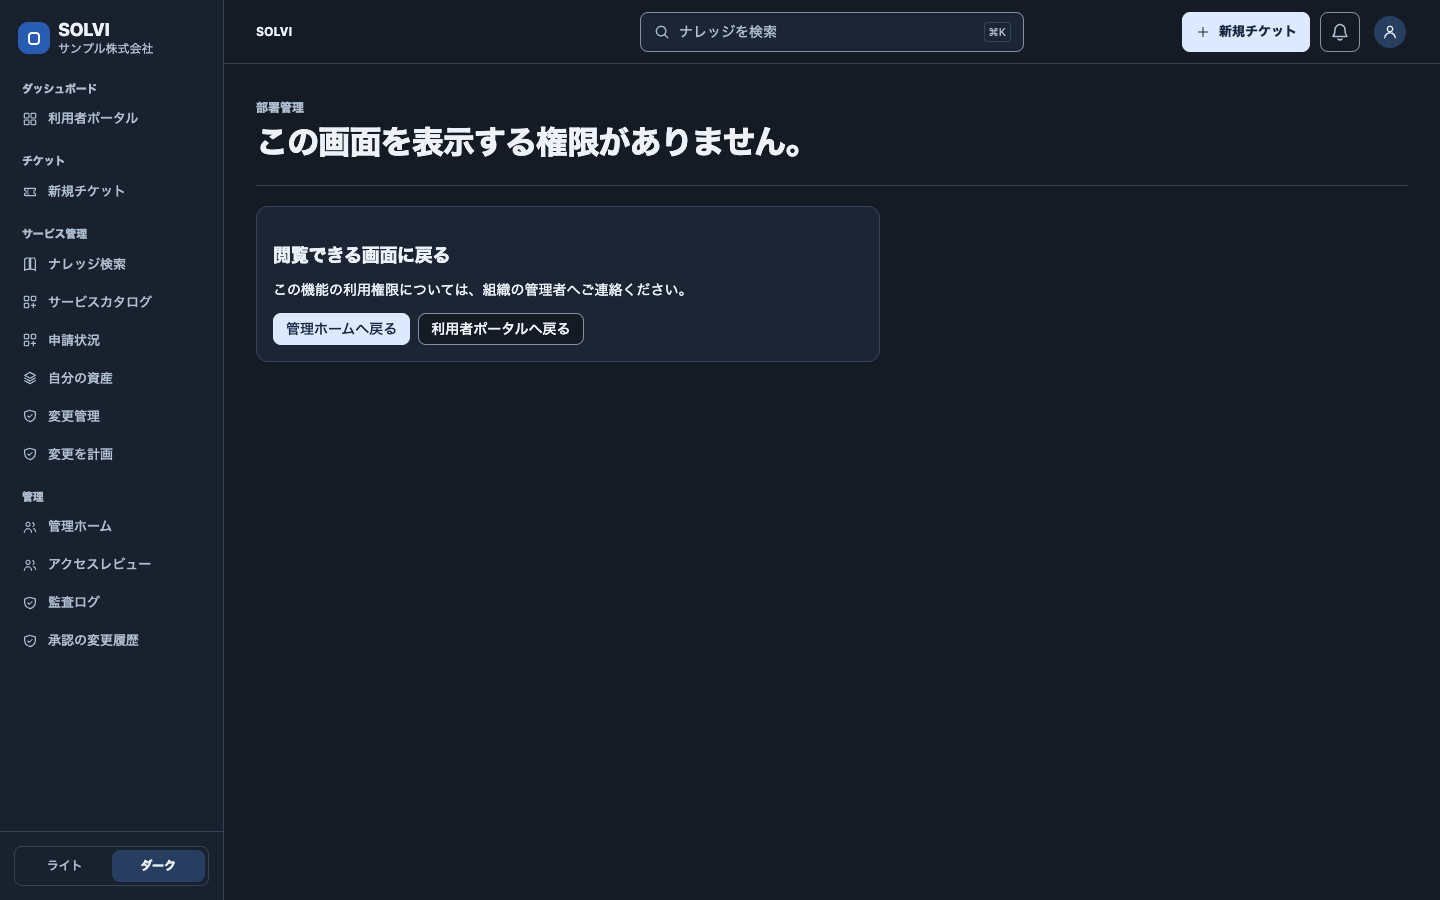 SOLVI
サンプル株式会社
ダッシュボード
利用者ポータル
チケット
新規チケット
サービス管理
ナレッジ検索
サービスカタログ
申請状況
自分の資産
変更管理
変更を計画
管理
管理ホーム
アクセスレビュー
監査ログ
承認の変更履歴
ライト
ダーク
SOLVI
ナレッジを検索
⌘K
新規チケット
部署管理
この画面を表示する権限がありません。
閲覧できる画面に戻る
この機能の利用権限については、組織の管理者へご連絡ください。
管理ホームへ戻る
利用者ポータルへ戻る